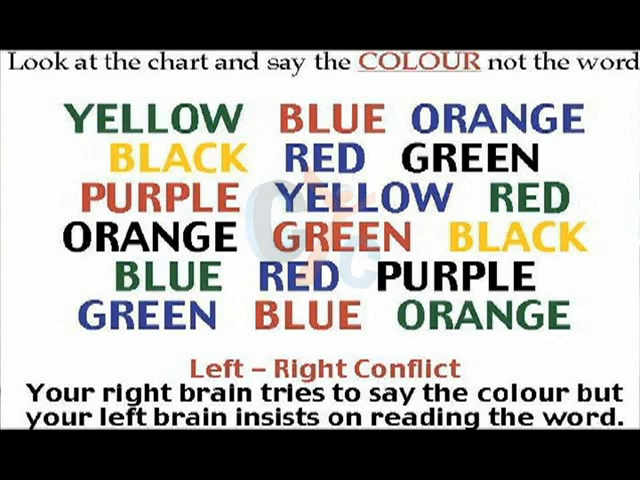 Look at the chart and say the COLOUR not the word
YELLOW BLUE ORANGE
BLACK RED GREEN
PURPLE YELLOW RED
ORANGE GREEN BLACK
BLUE RED PURPLE
GREEN BLUE ORANGE
Left – Right Conflict
Your right brain tries to say the colour but
your left brain insists on reading the word.